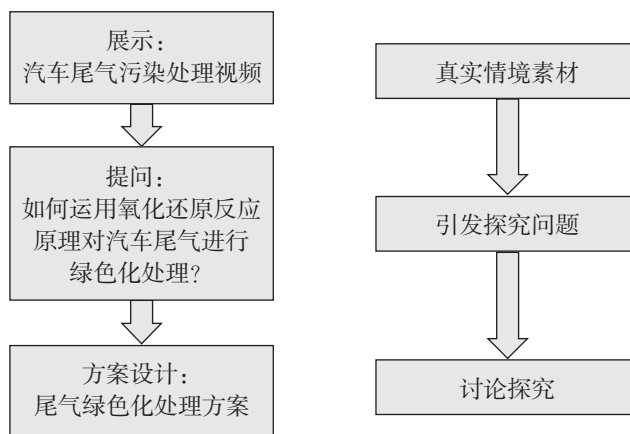 展示：
汽车尾气污染处理视频
提问：
如何运用氧化还原反应
原理对汽车尾气进行
绿色化处理？
方案设计：
尾气绿色化处理方案
真实情境素材
引发探究问题
讨论探究